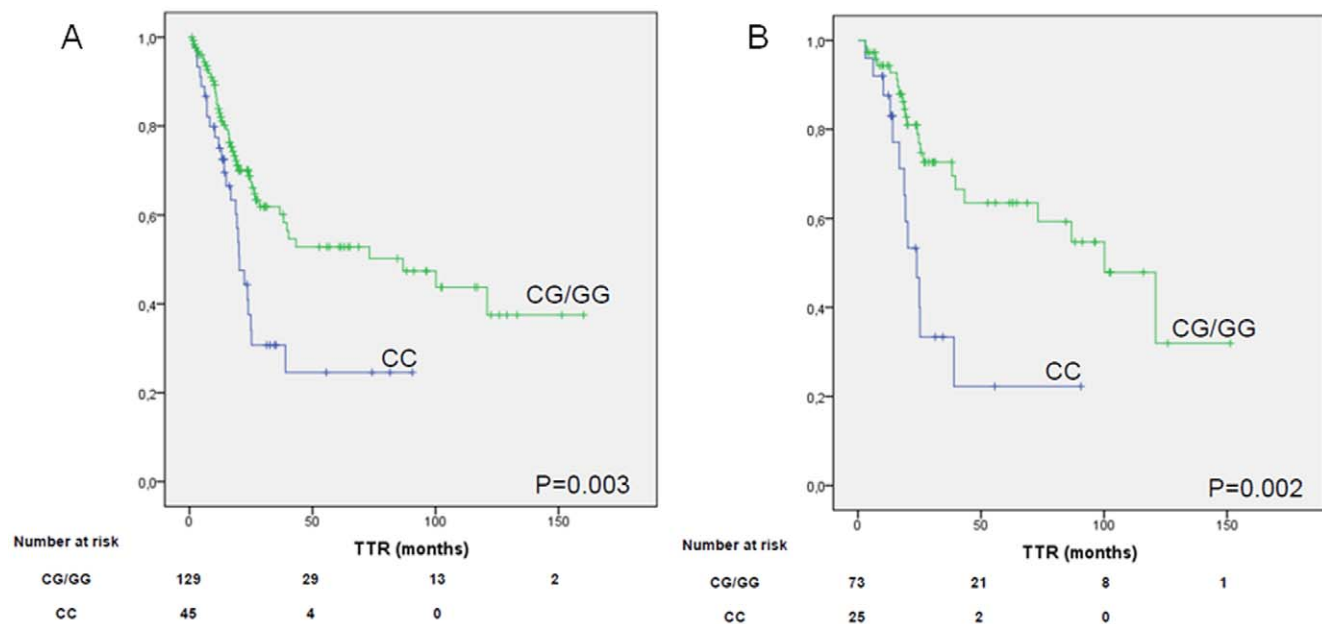 A
1,0
0,8
0,6
0,4
0,2
0,0
CG/GG
CC
P=0.003
0 50 100 150
Number at risk
TTR (months)
CG/GG 129 29 13 2
CC 45 4 0
B
1,0
0,8
0,6
0,4
0,2
0,0
CG/GG
CC
P=0.002
0 50 100 150
Number at risk
TTR (months)
CG/GG 73 21 8 1
CC 25 2 0